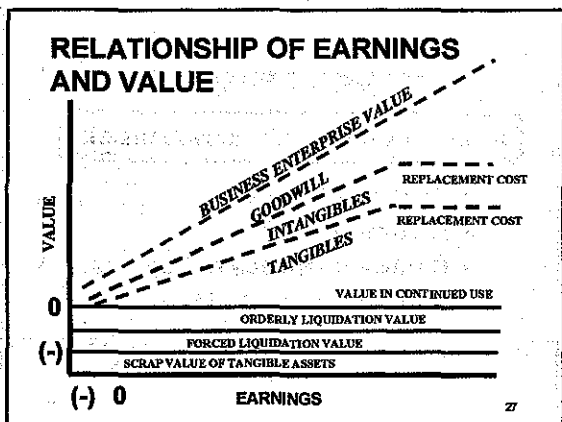 RELATIONSHIP OF EARNINGS
AND VALUE
BUSINESS ENTERPRISE VALUE
GOODWILL
REPLACEMENT COST
INTANGIBLES
REPLACEMENT COST
TANGIBLES
VALUE
VALUE IN CONTINUED USE
0
ORDERLY LIQUIDATION VALUE
FORCED LIQUIDATION VALUE
(-)
SCRAP VALUE OF TANGIBLE ASSETS
(-) 0 EARNINGS
27